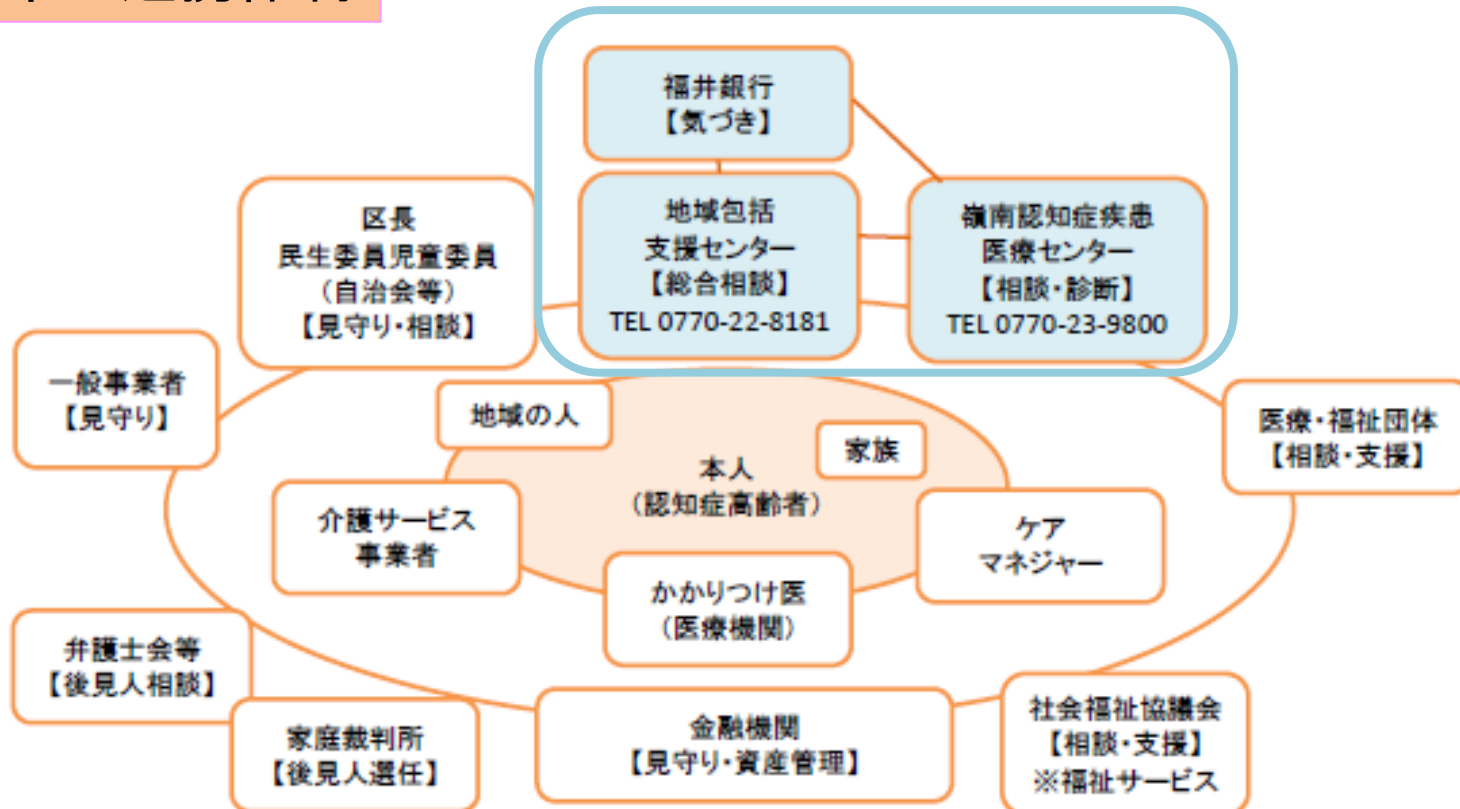 連携体制
福井銀行
【気づき】
地域包括
支援センター
【総合相談】
TEL 0770-22-8181
嶺南認知症疾患
医療センター
【相談・診断】
TEL 0770-23-9800
区長
民生委員児童委員
（自治会等）
【見守り・相談】
一般事業者
【見守り】
地域の人
家族
本人
（認知症高齢者）
医療・福祉団体
【相談・支援】
介護サービス
事業者
ケア
マネジャー
かかりつけ医
（医療機関）
弁護士会等
【後見人相談】
家庭裁判所
【後見人選任】
金融機関
【見守り・資産管理】
社会福祉協議会
【相談・支援】
※福祉サービス